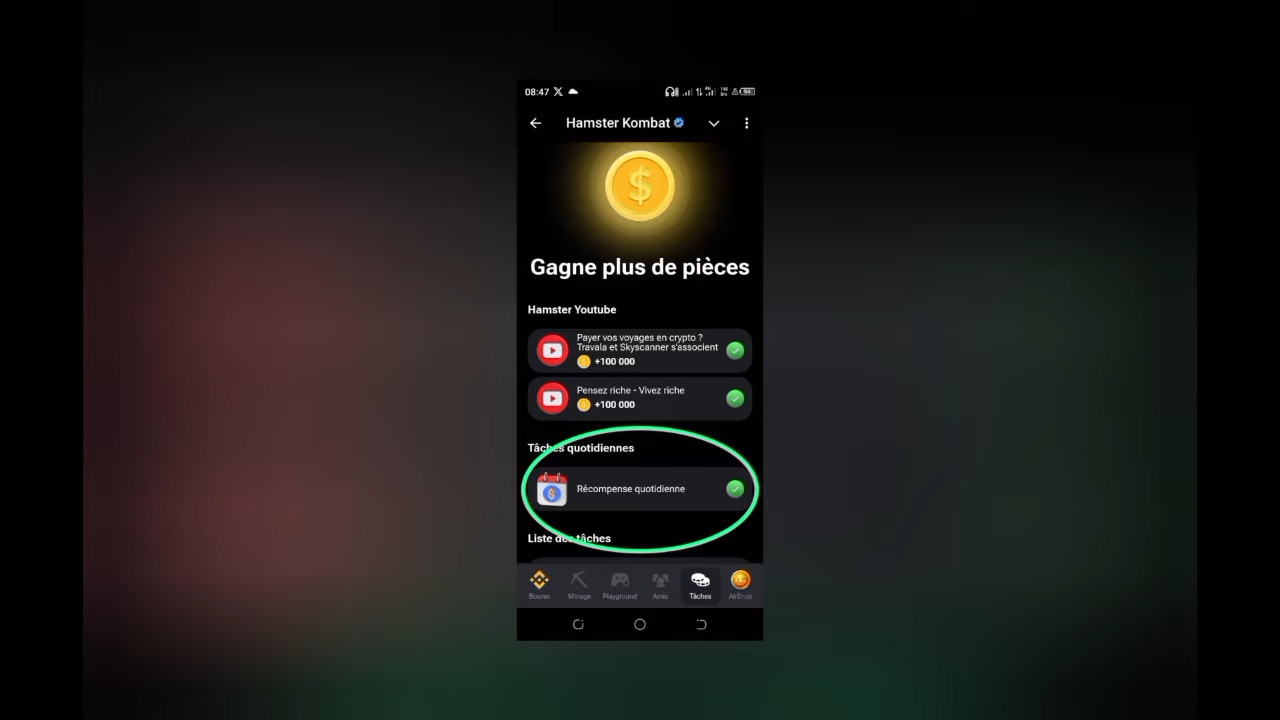 08:47
Hamster Kombat
Gagne plus de pièces
Hamster Youtube
Payer vos voyages en crypto ?
Travala et Skyscanner s'associent
+100 000
Pensez riche - Vivez riche
+100 000
Tâches quotidiennes
Récompense quotidienne
Liste des tâches
Bourse Minage Playground Amis Tâches AirDrop